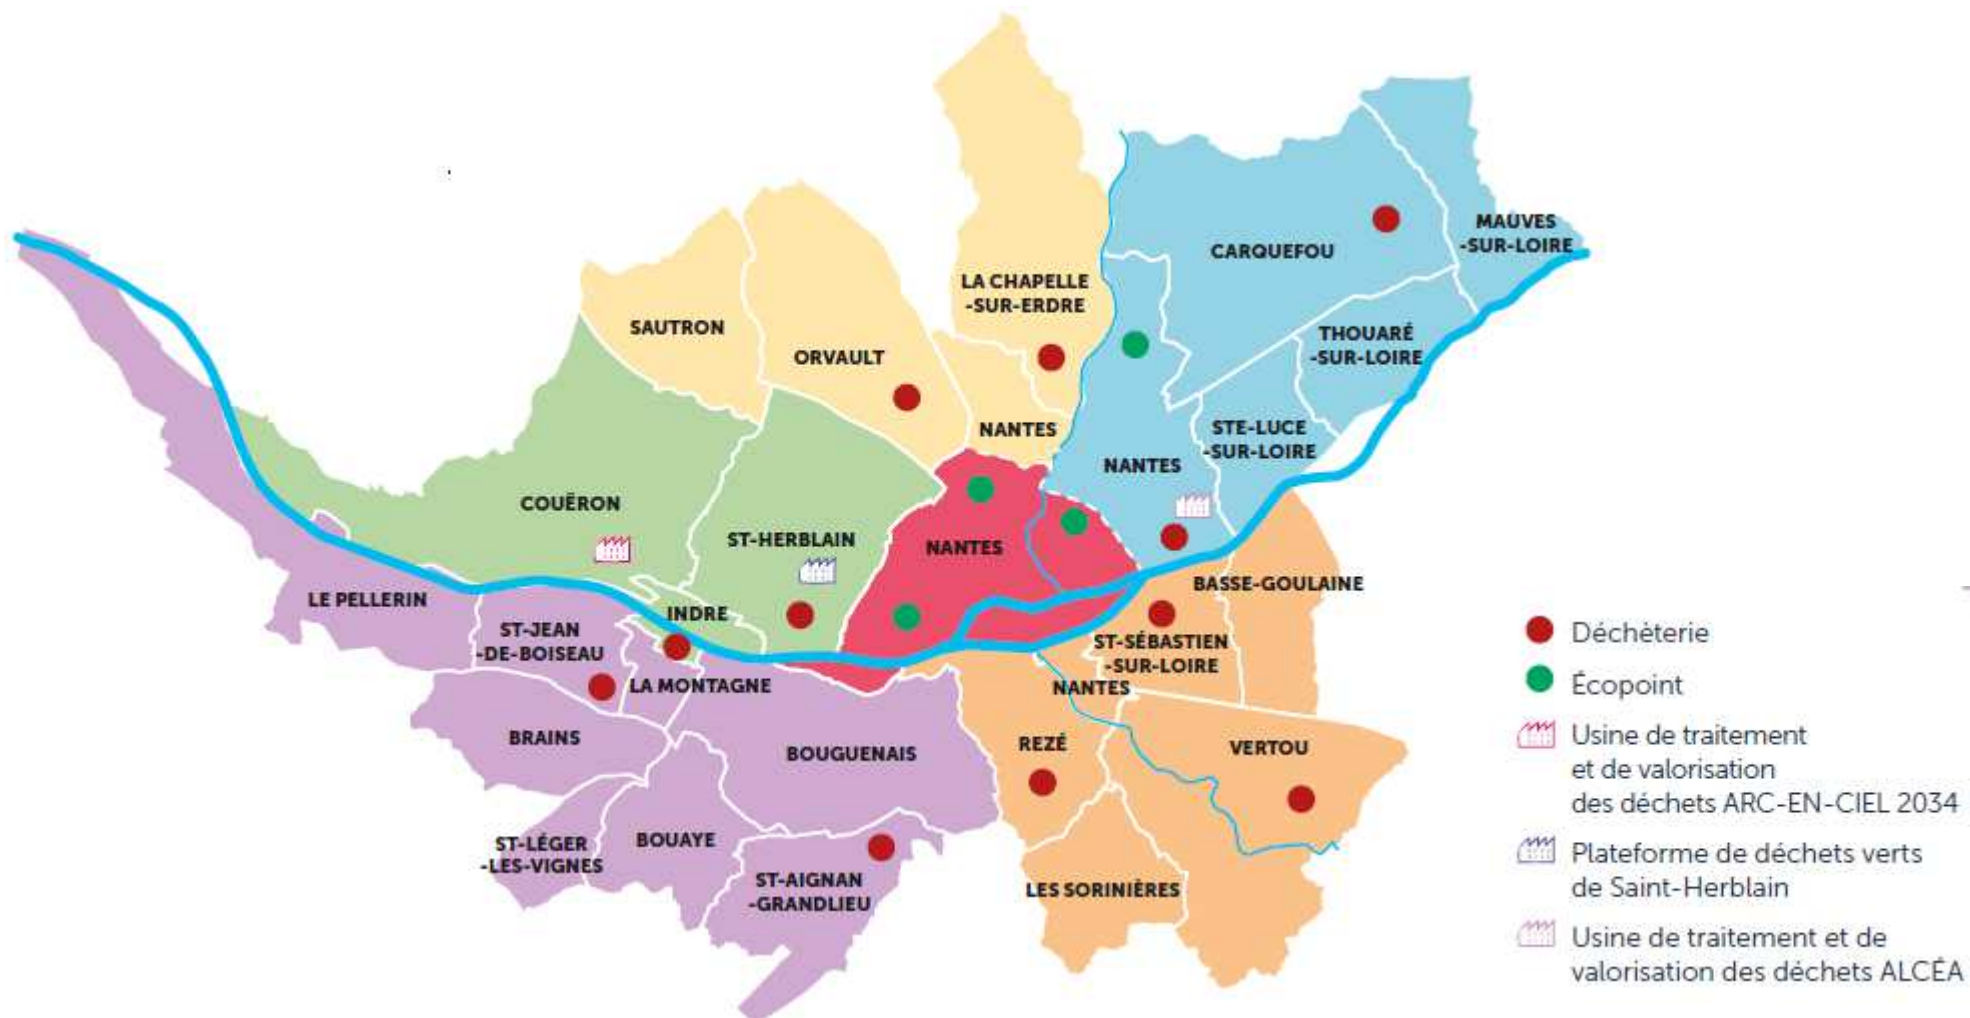 MAUVES
-SUR-LOIRE
CARQUEFOU
LA CHAPELLE
-SUR-ERDRE
SAUTRON
THOUARÉ
-SUR-LOIRE
ORVAULT
NANTES
STE-LUCE
-SUR-LOIRE
NANTES
COUËRON
ST-HERBLAIN
NANTES
BASSE-GOULAINE
LE PELLERIN
INDRE
ST-JEAN
-DE-BOISEAU
ST-SÉBASTIEN
-SUR-LOIRE
LA MONTAGNE
NANTES
BRAINS
BOUGUENAIS
REZÉ
VERTOU
ST-LÉGER
-LES-VIGNES
BOUAYE
ST-AIGNAN
-GRANDLIEU
LES SORINIÈRES
Déchèterie
Écopoint
Usine de traitement
et de valorisation
des déchets ARC-EN-CIEL 2034
Plateforme de déchets verts
de Saint-Herblain
Usine de traitement et de
valorisation des déchets ALCÉA